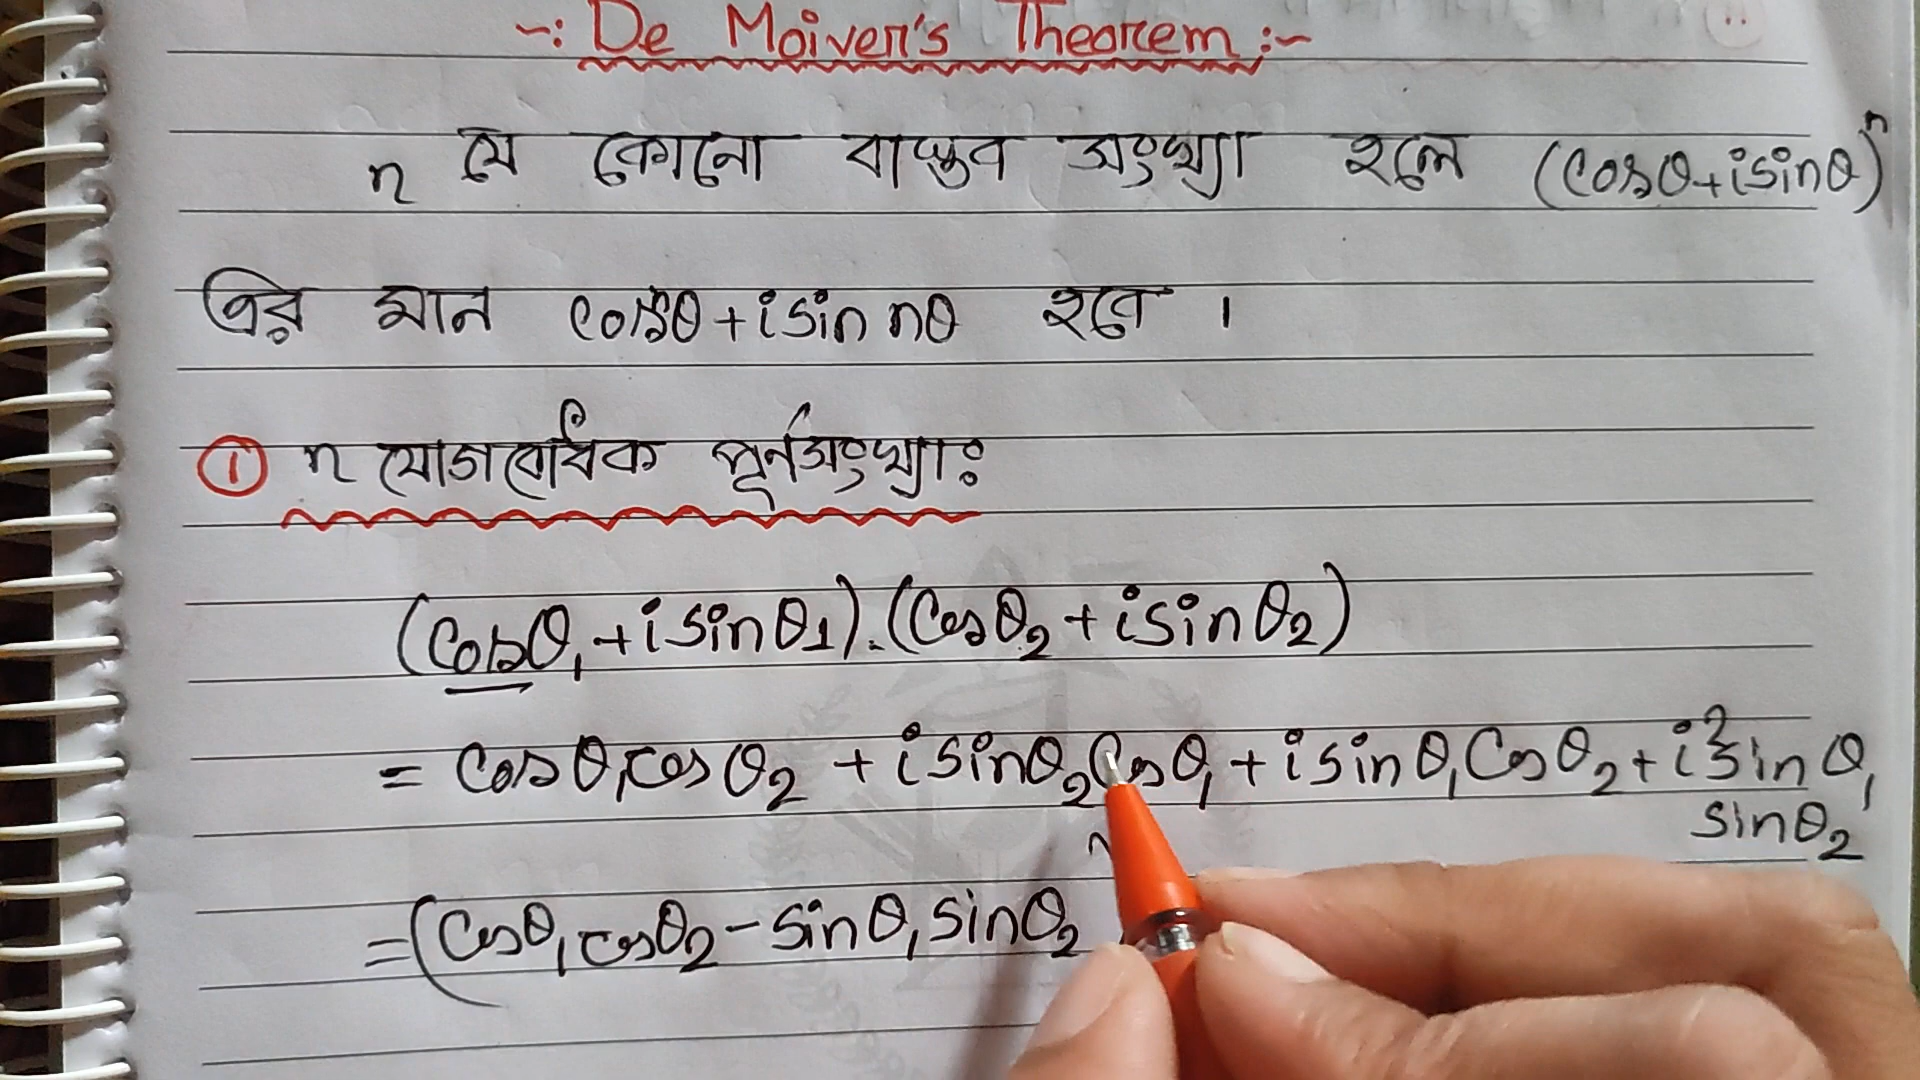 ~: De Moiver's Theorem :~
n যে কোনো বাস্তব সংখ্যা হলে (cosθ+isinθ)ⁿ
এর মান cosnθ+isin nθ হবে ।
① n যোগবোধক পূর্নসংখ্যাঃ
(cosθ₁+isinθ₁).(cosθ₂+isinθ₂)
= cosθ₁cosθ₂ + isinθ₂cosθ₁+isinθ₁cosθ₂+i²sinθ₁
sinθ₂
=(cosθ₁cosθ₂-sinθ₁sinθ₂